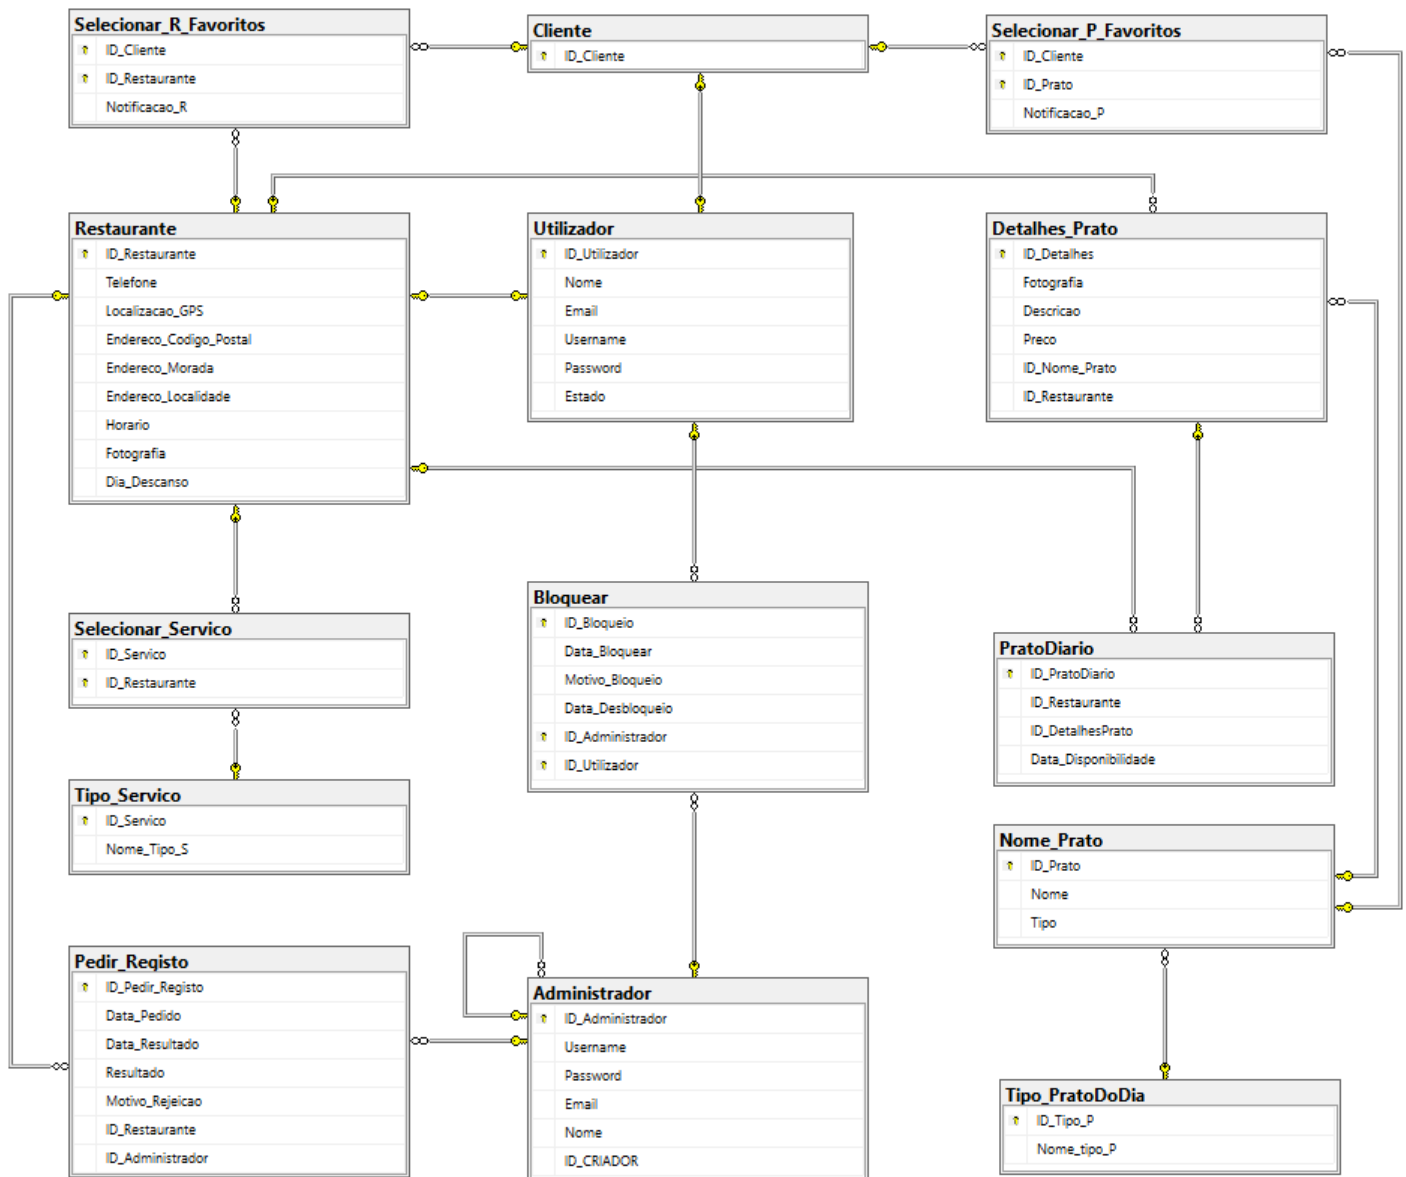 Selecionar_R_Favoritos
ID_Cliente
ID_Restaurante
Notificacao_R
Cliente
ID_Cliente
Selecionar_P_Favoritos
ID_Cliente
ID_Prato
Notificacao_P
Restaurante
ID_Restaurante
Telefone
Localizacao_GPS
Endereco_Codigo_Postal
Endereco_Morada
Endereco_Localidade
Horario
Fotografia
Dia_Descanso
Utilizador
ID_Utilizador
Nome
Email
Username
Password
Estado
Detalhes_Prato
ID_Detalhes
Fotografia
Descricao
Preco
ID_Nome_Prato
ID_Restaurante
Selecionar_Servico
ID_Servico
ID_Restaurante
Bloquear
ID_Bloqueio
Data_Bloquear
Motivo_Bloqueio
Data_Desbloqueio
ID_Administrador
ID_Utilizador
PratoDiario
ID_PratoDiario
ID_Restaurante
ID_DetalhesPrato
Data_Disponibilidade
Tipo_Servico
ID_Servico
Nome_Tipo_S
Nome_Prato
ID_Prato
Nome
Tipo
Pedir_Registo
ID_Pedir_Registo
Data_Pedido
Data_Resultado
Resultado
Motivo_Rejeicao
ID_Restaurante
ID_Administrador
Administrador
ID_Administrador
Username
Password
Email
Nome
ID_CRIADOR
Tipo_PratoDoDia
ID_Tipo_P
Nome_tipo_P